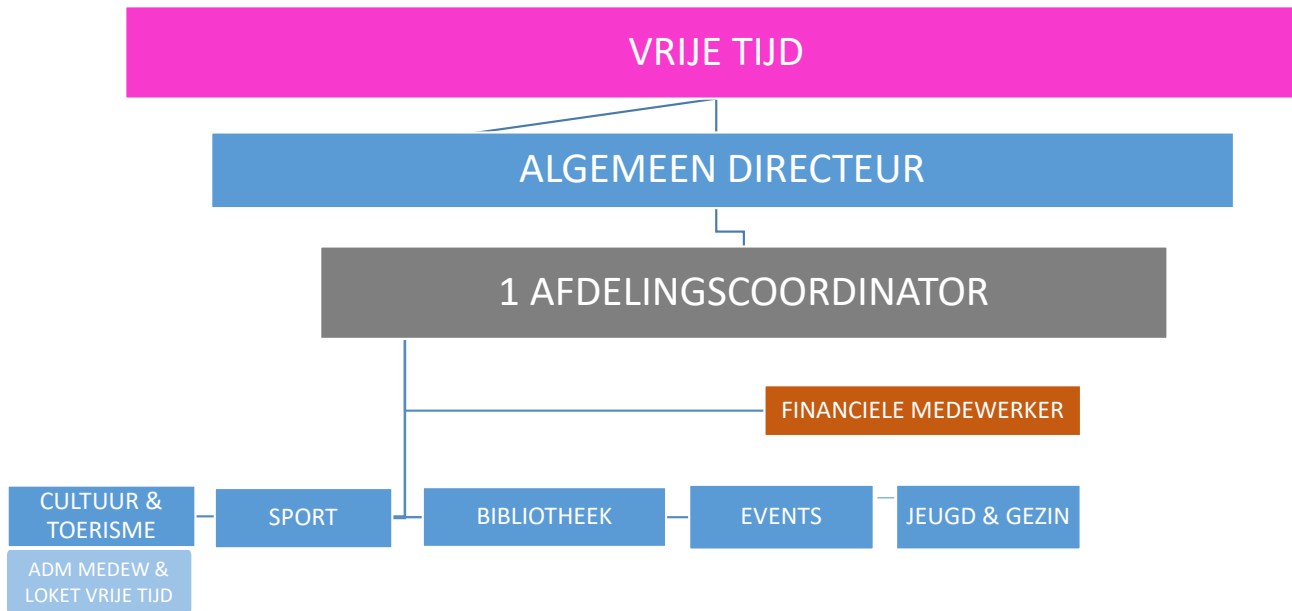 VRIJE TIJD
ALGEMEEN DIRECTEUR
1 AFDELINGSCOORDINATOR
FINANCIELE MEDEWERKER
CULTUUR &
TOERISME
SPORT
BIBLIOTHEEK
EVENTS
JEUGD & GEZIN
ADM MEDEW &
LOKET VRIJE TIJD